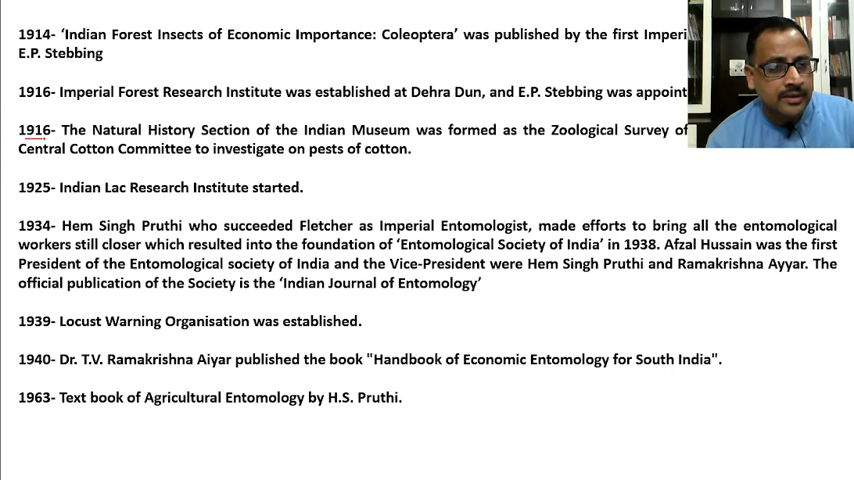 1914- ‘Indian Forest Insects of Economic Importance: Coleoptera’ was published by the first
E.P. Stebbing
1916- Imperial Forest Research Institute was established at Dehra Dun, and E.P. Stebbing was
1916- The Natural History Section of the Indian Museum was formed as the Zoological Survey of
Central Cotton Committee to investigate on pests of cotton.
1925- Indian Lac Research Institute started.
1934- Hem Singh Pruthi who succeeded Fletcher as Imperial Entomologist, made efforts to bring all the entomological
workers still closer which resulted into the foundation of ‘Entomological Society of India’ in 1938. Afzal Hussain was the first
President of the Entomological society of India and the Vice-President were Hem Singh Pruthi and Ramakrishna Ayyar. The
official publication of the Society is the ‘Indian Journal of Entomology’
1939- Locust Warning Organisation was established.
1940- Dr. T.V. Ramakrishna Aiyar published the book "Handbook of Economic Entomology for South India".
1963- Text book of Agricultural Entomology by H.S. Pruthi.